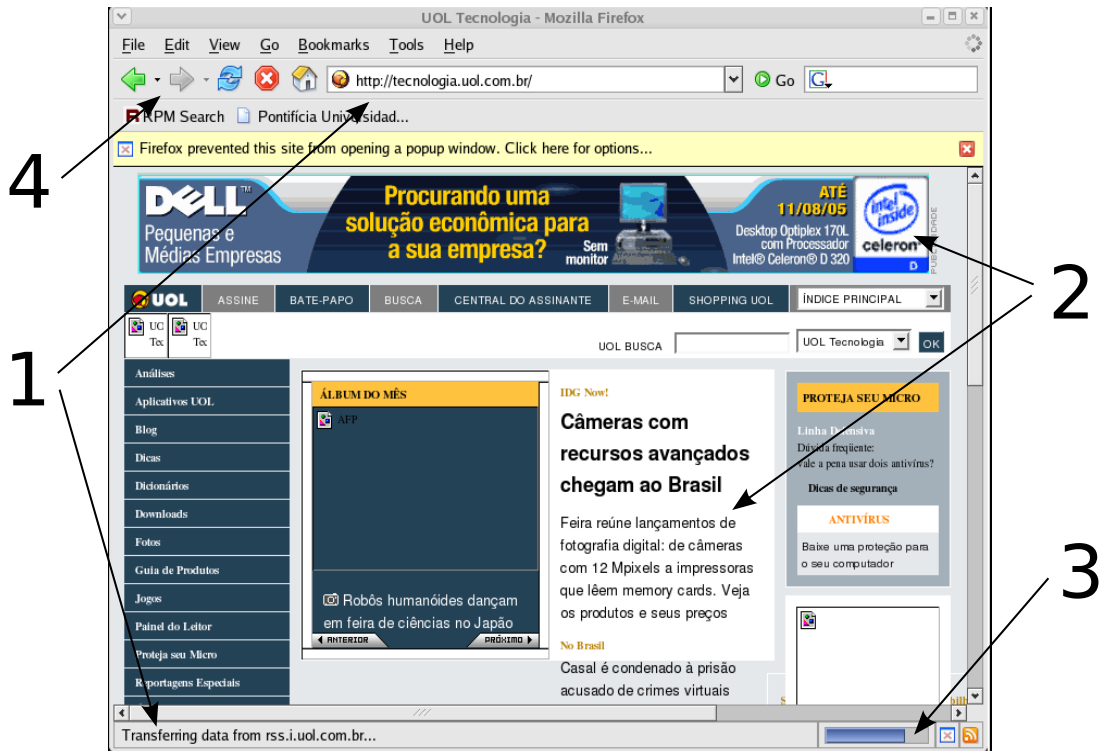 UOL Tecnologia - Mozilla Firefox
File Edit View Go Bookmarks Tools Help
http://tecnologia.uol.com.br/ Go G
RPM Search Pontifícia Universidad...
Firefox prevented this site from opening a popup window. Click here for options...
4
DELL™
Pequenas e
Médias Empresas
Procurando uma
solução econômica para
a sua empresa?
Sem
monitor
ATÉ
11/08/05
Desktop
Optiplex 170L
com Processador
Intel® Celeron® D 320
intel
inside
celeron®
D
PUBLICIDADE
2
UOL ASSINE BATE-PAPO BUSCA CENTRAL DO ASSINANTE E-MAIL SHOPPING UOL ÍNDICE PRINCIPAL
UC UC
Tex Tex
UOL BUSCA UOL Tecnologia OK
1
Análises
Aplicativos UOL
Blog
Dicas
Dicionários
Downloads
Fotos
Guia de Produtos
Jogos
Painel do Leitor
Proteja seu Micro
Reportagens Especiais
ÁLBUM DO MÊS
AFP
Robôs humanóides dançam
em feira de ciências no Japão
ANTERIOR PRÓXIMO
IDG Now!
Câmeras com
recursos avançados
chegam ao Brasil
Feira reúne lançamentos de
fotografia digital: de câmeras
com 12 Mpixels a impressoras
que lêem memory cards. Veja
os produtos e seus preços
No Brasil
Casal é condenado à prisão
acusado de crimes virtuais
PROTEJA SEU MICRO
Linha Defensiva
Dúvida freqüente:
vale a pena usar dois antivírus?
Dicas de segurança
ANTIVÍRUS
Baixe uma proteção para
o seu computador
3
Transferring data from rss.i.uol.com.br...